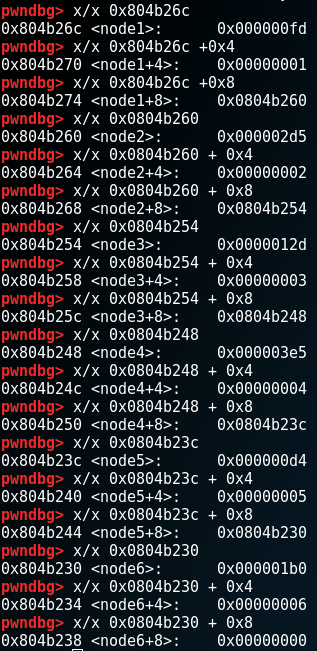 pwndbg> x/x 0x804b26c
0x804b26c <node1>: 0x000000fd
pwndbg> x/x 0x804b26c +0x4
0x804b270 <node1+4>: 0x00000001
pwndbg> x/x 0x804b26c +0x8
0x804b274 <node1+8>: 0x0804b260
pwndbg> x/x 0x0804b260
0x804b260 <node2>: 0x000002d5
pwndbg> x/x 0x0804b260 + 0x4
0x804b264 <node2+4>: 0x00000002
pwndbg> x/x 0x0804b260 + 0x8
0x804b268 <node2+8>: 0x0804b254
pwndbg> x/x 0x0804b254
0x804b254 <node3>: 0x0000012d
pwndbg> x/x 0x0804b254 + 0x4
0x804b258 <node3+4>: 0x00000003
pwndbg> x/x 0x0804b254 + 0x8
0x804b25c <node3+8>: 0x0804b248
pwndbg> x/x 0x0804b248
0x804b248 <node4>: 0x000003e5
pwndbg> x/x 0x0804b248 + 0x4
0x804b24c <node4+4>: 0x00000004
pwndbg> x/x 0x0804b248 + 0x8
0x804b250 <node4+8>: 0x0804b23c
pwndbg> x/x 0x0804b23c
0x804b23c <node5>: 0x000000d4
pwndbg> x/x 0x0804b23c + 0x4
0x804b240 <node5+4>: 0x00000005
pwndbg> x/x 0x0804b23c + 0x8
0x804b244 <node5+8>: 0x0804b230
pwndbg> x/x 0x0804b230
0x804b230 <node6>: 0x000001b0
pwndbg> x/x 0x0804b230 + 0x4
0x804b234 <node6+4>: 0x00000006
pwndbg> x/x 0x0804b230 + 0x8
0x804b238 <node6+8>: 0x00000000